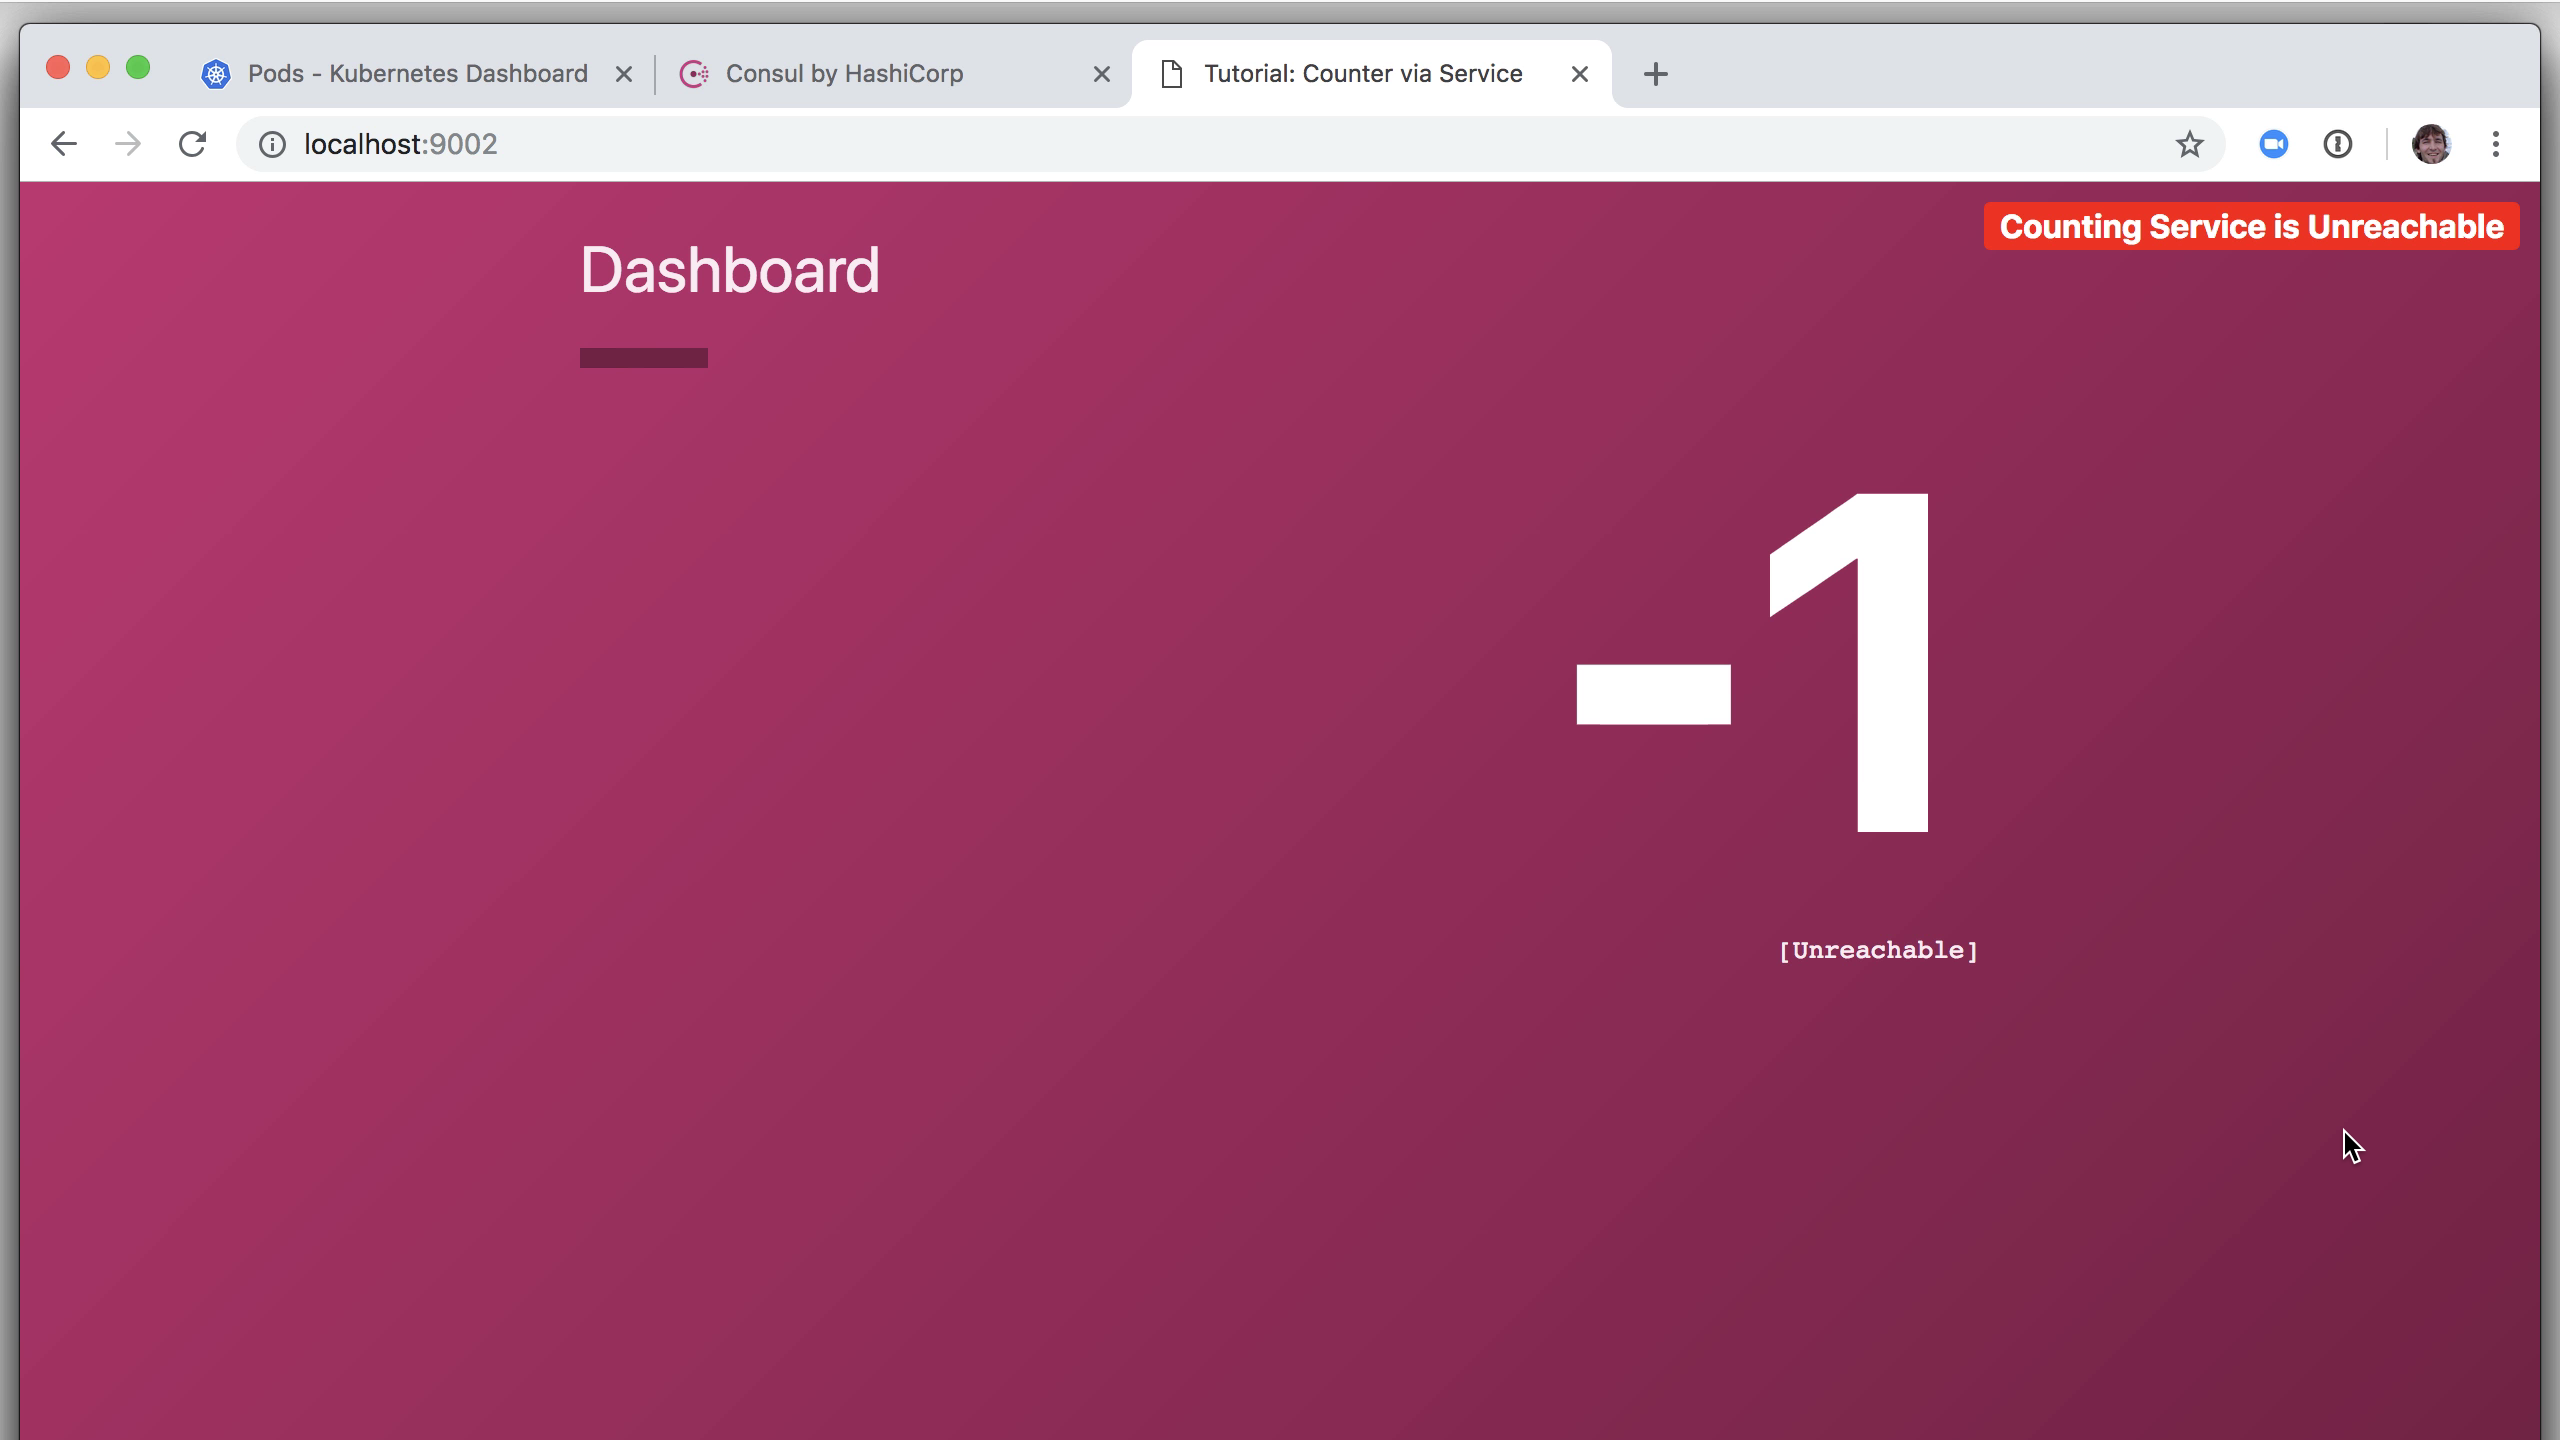 Pods - Kubernetes Dashboard
Consul by HashiCorp
Tutorial: Counter via Service
localhost:9002
Counting Service is Unreachable
Dashboard
-1
[Unreachable]